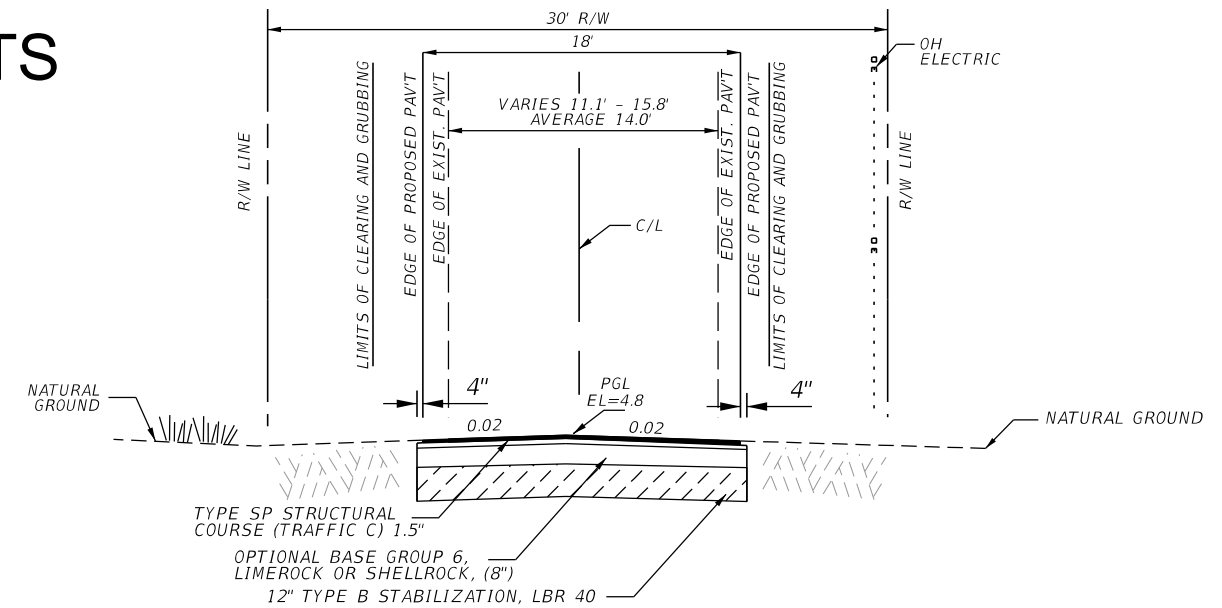 TS
30' R/W
18'
OH
ELECTRIC
VARIES 11.1' - 15.8'
AVERAGE 14.0'
R/W LINE
LIMITS OF CLEARING AND GRUBBING
EDGE OF PROPOSED PAV'T
EDGE OF EXIST. PAV'T
C/L
EDGE OF EXIST. PAV'T
EDGE OF PROPOSED PAV'T
LIMITS OF CLEARING AND GRUBBING
R/W LINE
NATURAL
GROUND
4"
PGL
EL=4.8
4"
0.02
0.02
NATURAL GROUND
TYPE SP STRUCTURAL
COURSE (TRAFFIC C) 1.5"
OPTIONAL BASE GROUP 6,
LIMEROCK OR SHELLROCK, (8")
12" TYPE B STABILIZATION, LBR 40